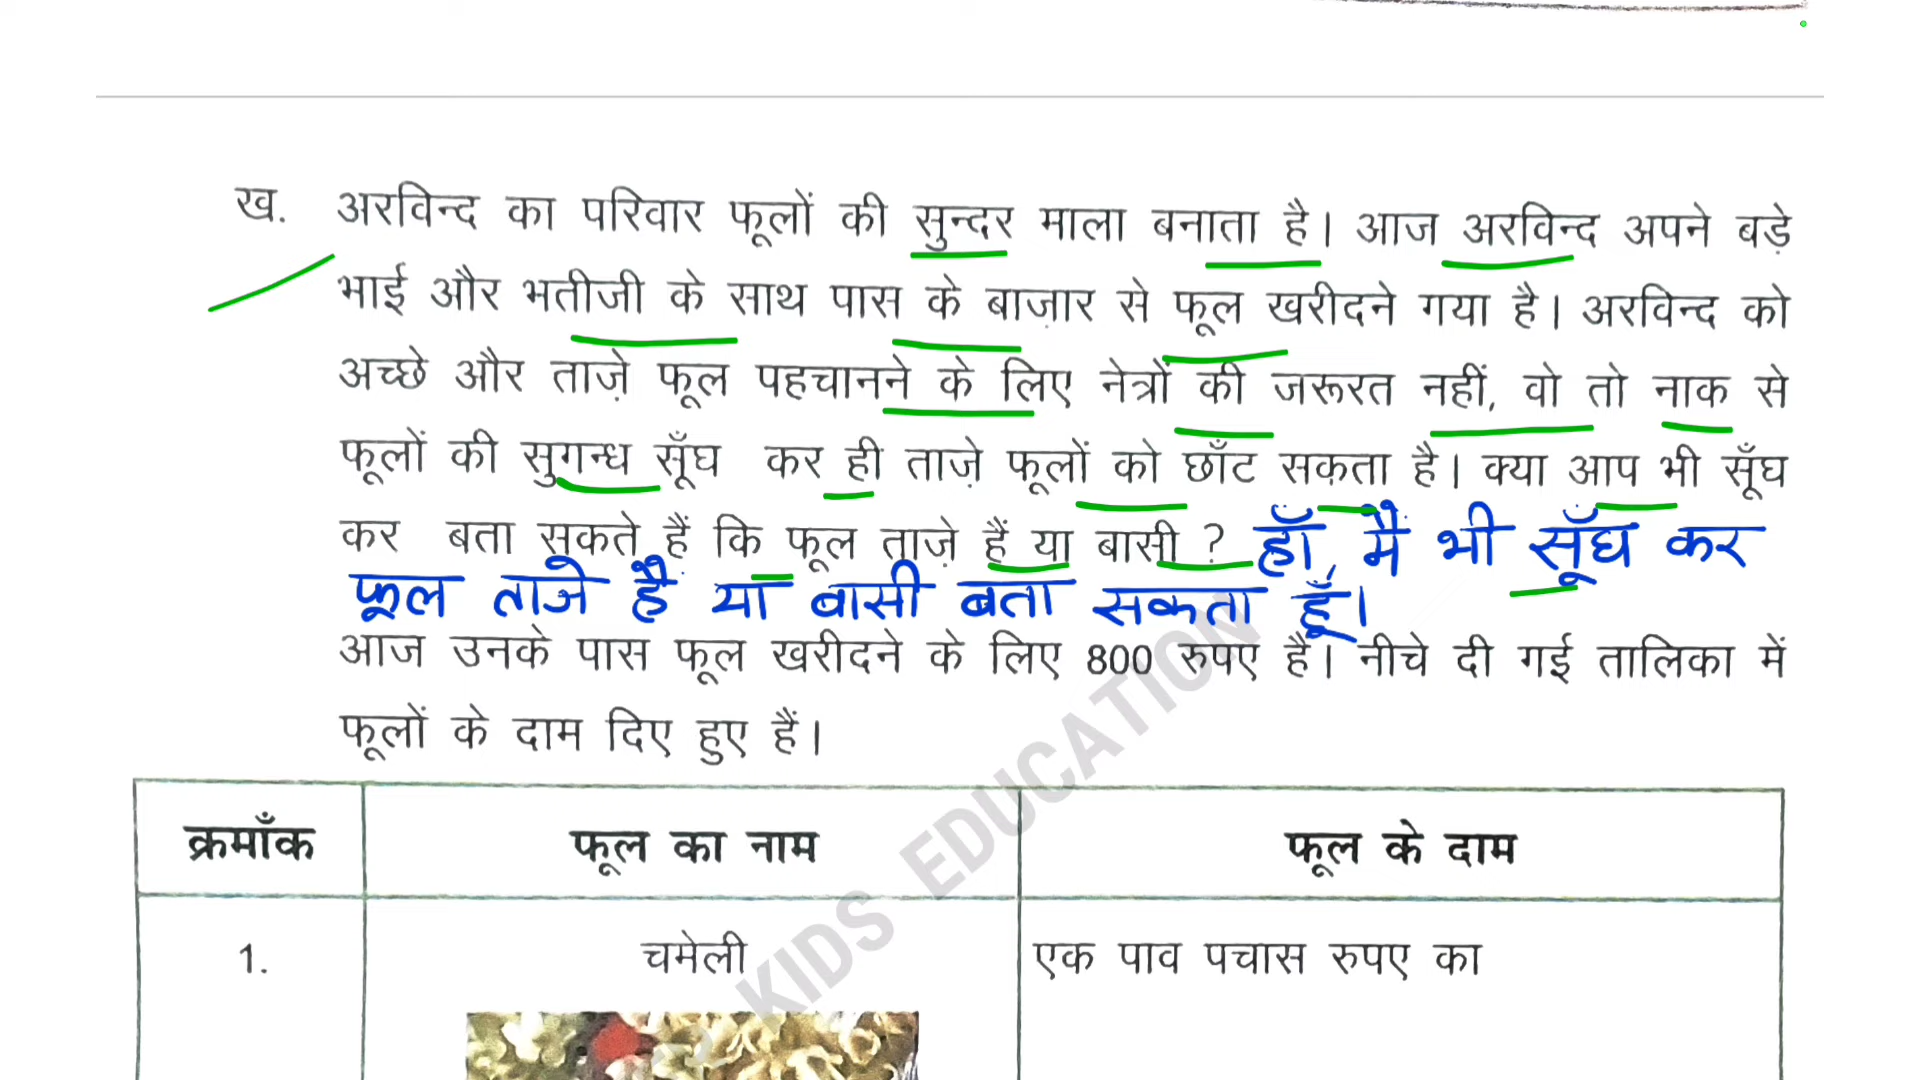 ख. अरविन्द का परिवार फूलों की सुन्दर माला बनाता है। आज अरविन्द अपने बड़े
भाई और भतीजी के साथ पास के बाज़ार से फूल खरीदने गया है। अरविन्द को
अच्छे और ताज़े फूल पहचानने के लिए नेत्रों की जरूरत नहीं, वो तो नाक से
फूलों की सुगन्ध सूँघ कर ही ताज़े फूलों को छाँट सकता है। क्या आप भी सूँघ
कर बता सकते हैं कि फूल ताज़े हैं या बासी ? हाँ, मैं भी सूँघ कर
फूल ताजे है या बासी बता सकता हूँ।
आज उनके पास फूल खरीदने के लिए 800 रुपए हैं। नीचे दी गई तालिका में
फूलों के दाम दिए हुए हैं।
क्रमाँक फूल का नाम फूल के दाम
1. चमेली एक पाव पचास रुपए का
KIDS EDUCATION